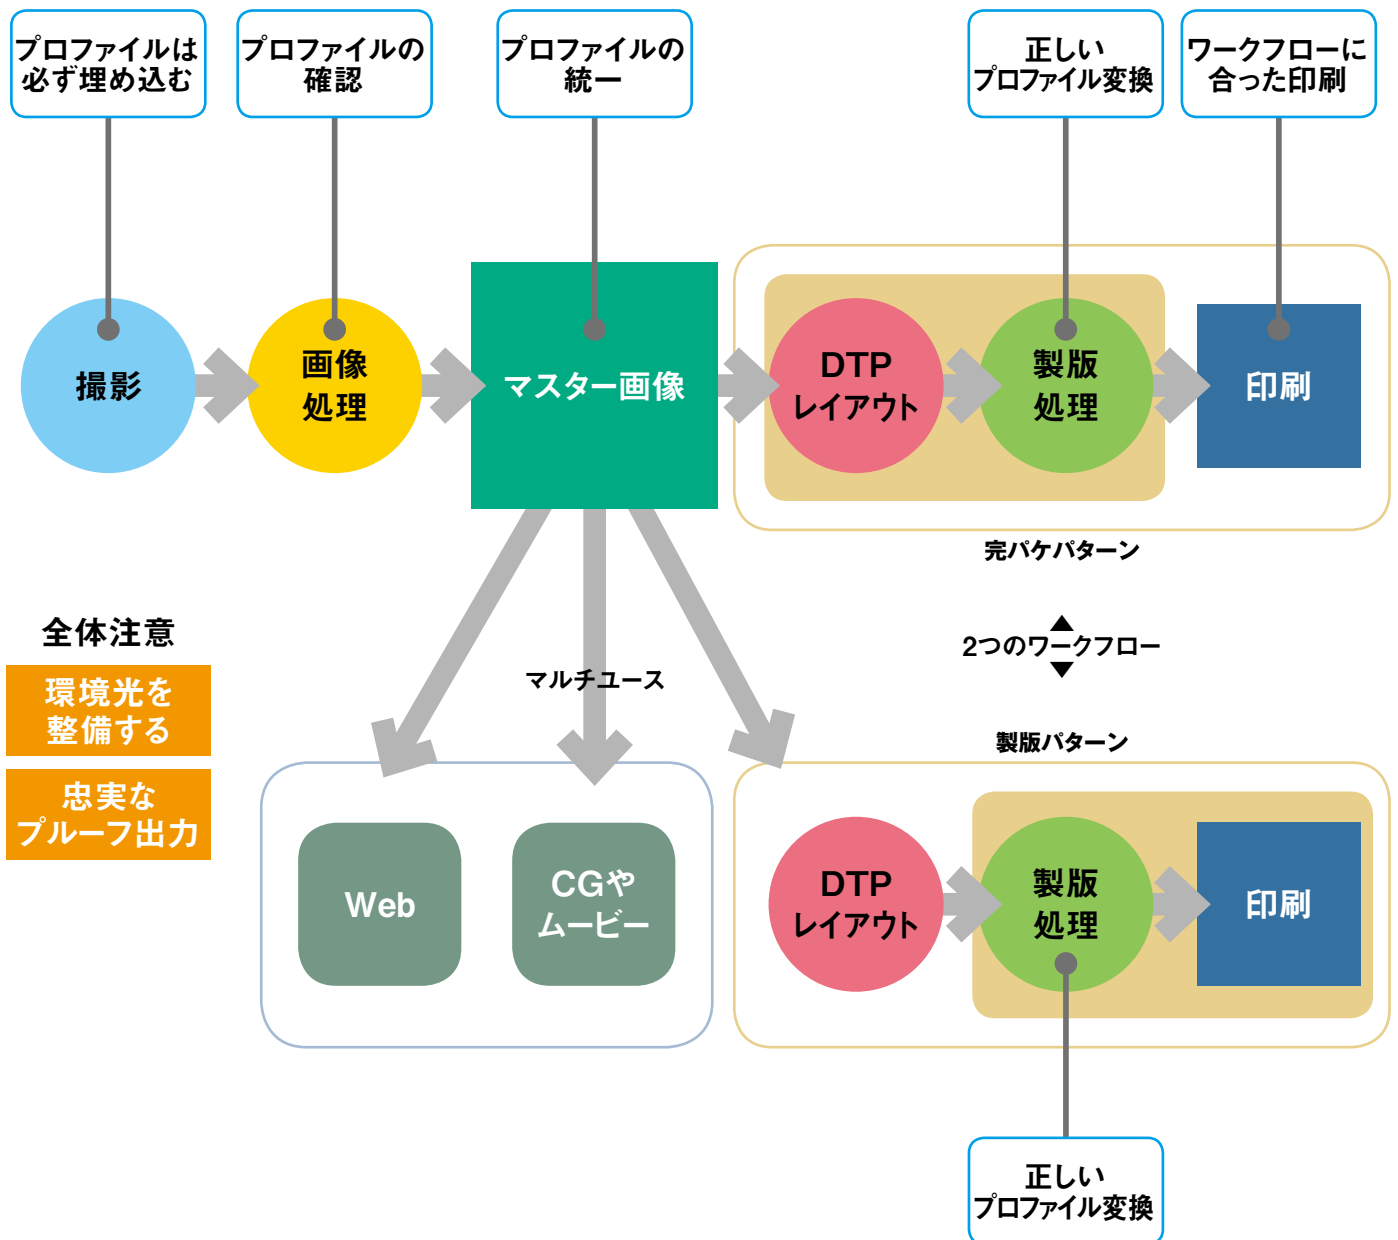 プロファイルは
必ず埋め込む
プロファイルの
確認
プロファイルの
統一
正しい
プロファイル変換
ワークフローに
合った印刷
撮影
画像
処理
マスター画像
DTP
レイアウト
製版
処理
印刷
完パケパターン
2つのワークフロー
製版パターン
マルチユース
全体注意
環境光を
整備する
忠実な
プルーフ出力
Web
CGや
ムービー
DTP
レイアウト
製版
処理
印刷
正しい
プロファイル変換